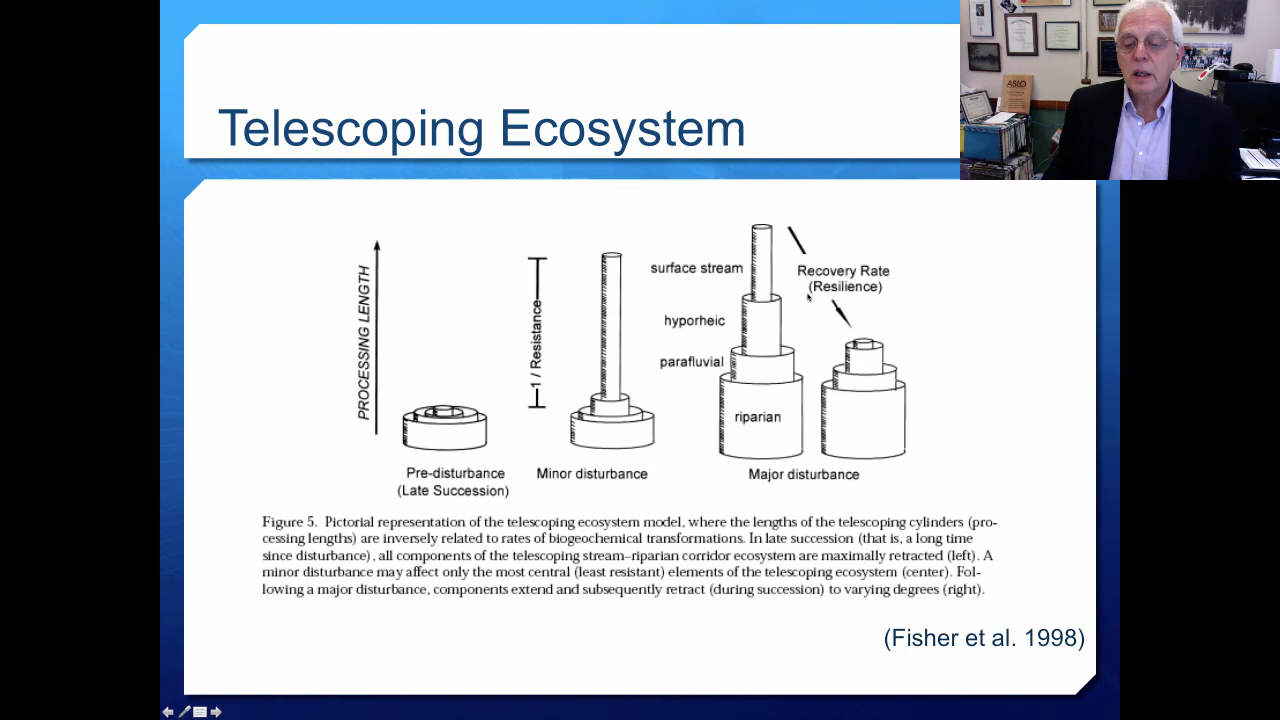 Telescoping Ecosystem
ASLO
PROCESSING LENGTH
1 / Resistance
surface stream
hyporheic
parafluvial
riparian
Recovery Rate
(Resilience)
Pre-disturbance
(Late Succession)
Minor disturbance
Major disturbance
Figure 5. Pictorial representation of the telescoping ecosystem model, where the lengths of the telescoping cylinders (pro-
cessing lengths) are inversely related to rates of biogeochemical transformations. In late succession (that is, a long time
since disturbance), all components of the telescoping stream–riparian corridor ecosystem are maximally retracted (left). A
minor disturbance may affect only the most central (least resistant) elements of the telescoping ecosystem (center). Fol-
lowing a major disturbance, components extend and subsequently retract (during succession) to varying degrees (right).
(Fisher et al. 1998)